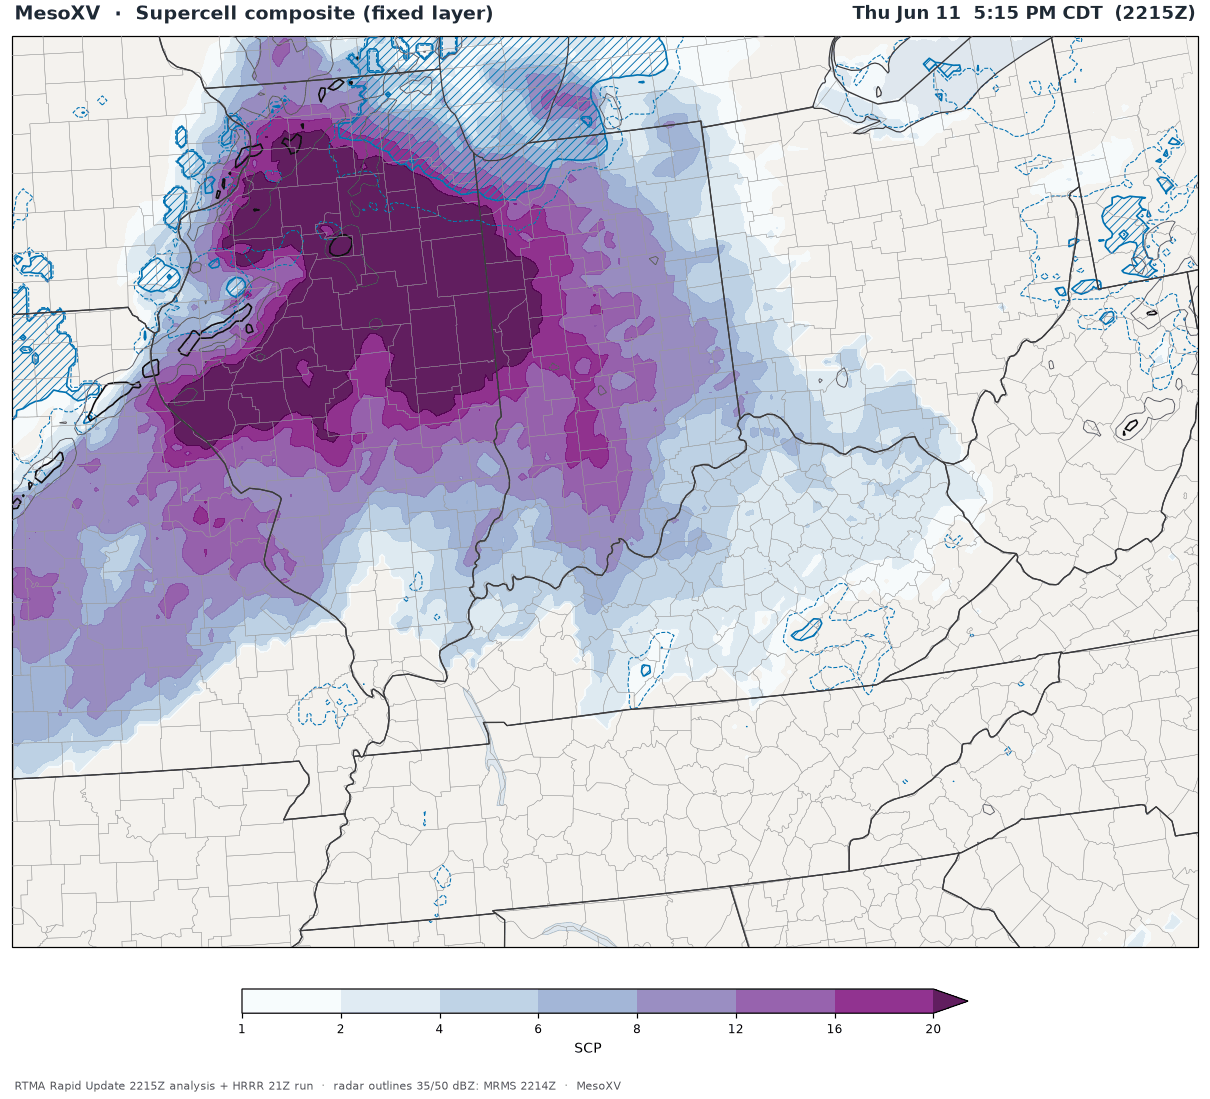 MesoXV · Supercell composite (fixed layer)
Thu Jun 11 5:15 PM CDT (2215Z)
1 2 4 6 8 12 16 20
SCP
RTMA Rapid Update 2215Z analysis + HRRR 21Z run · radar outlines 35/50 dBZ: MRMS 2214Z · MesoXV